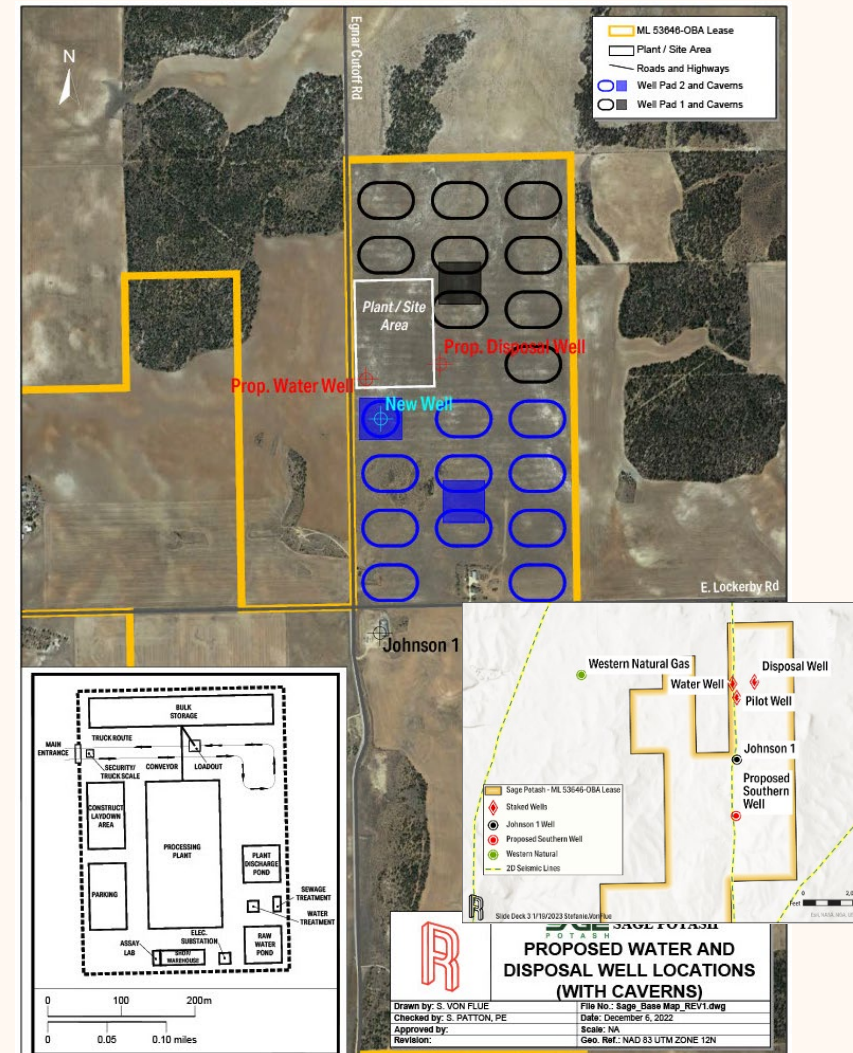 N
Egnar Cutoff Rd
ML 53646-OBA Lease
Plant / Site Area
Roads and Highways
Well Pad 2 and Caverns
Well Pad 1 and Caverns
Plant / Site
Area
Prop. Disposal Well
Prop. Water Well
New Well
E. Lockerby Rd
Johnson 1
BULK
STORAGE
MAIN
ENTRANCE
TRUCK ROUTE
SECURITY/
TRUCK SCALE
CONVEYOR
LOADOUT
CONSTRUCT
LAYDOWN
AREA
PROCESSING
PLANT
PARKING
PLANT
DISCHARGE
POND
SEWAGE
TREATMENT
WATER
TREATMENT
ELEC.
SUBSTATION
ASSAY
LAB
SHOP/
WAREHOUSE
RAW
WATER
POND
0 100 200m
0 0.05 0.10 miles
Western Natural Gas
Water Well
Disposal Well
Pilot Well
Johnson 1
Proposed
Southern
Well
Sage Potash - ML 53646-OBA Lease
Staked Wells
Johnson 1 Well
Proposed Southern Well
Western Natural
2D Seismic Lines
0
Feet
Slide Deck 3 1/19/2023 Stefanie.VonFlue
POTASH
SAGE POTASH
PROPOSED WATER AND
DISPOSAL WELL LOCATIONS
(WITH CAVERNS)
Drawn by: S. VON FLUE
File No.: Sage_Base Map_REV1.dwg
Checked by: S. PATTON, PE
Date: December 6, 2022
Approved by:
Scale: NA
Revision:
Geo. Ref.: NAD 83 UTM ZONE 12N